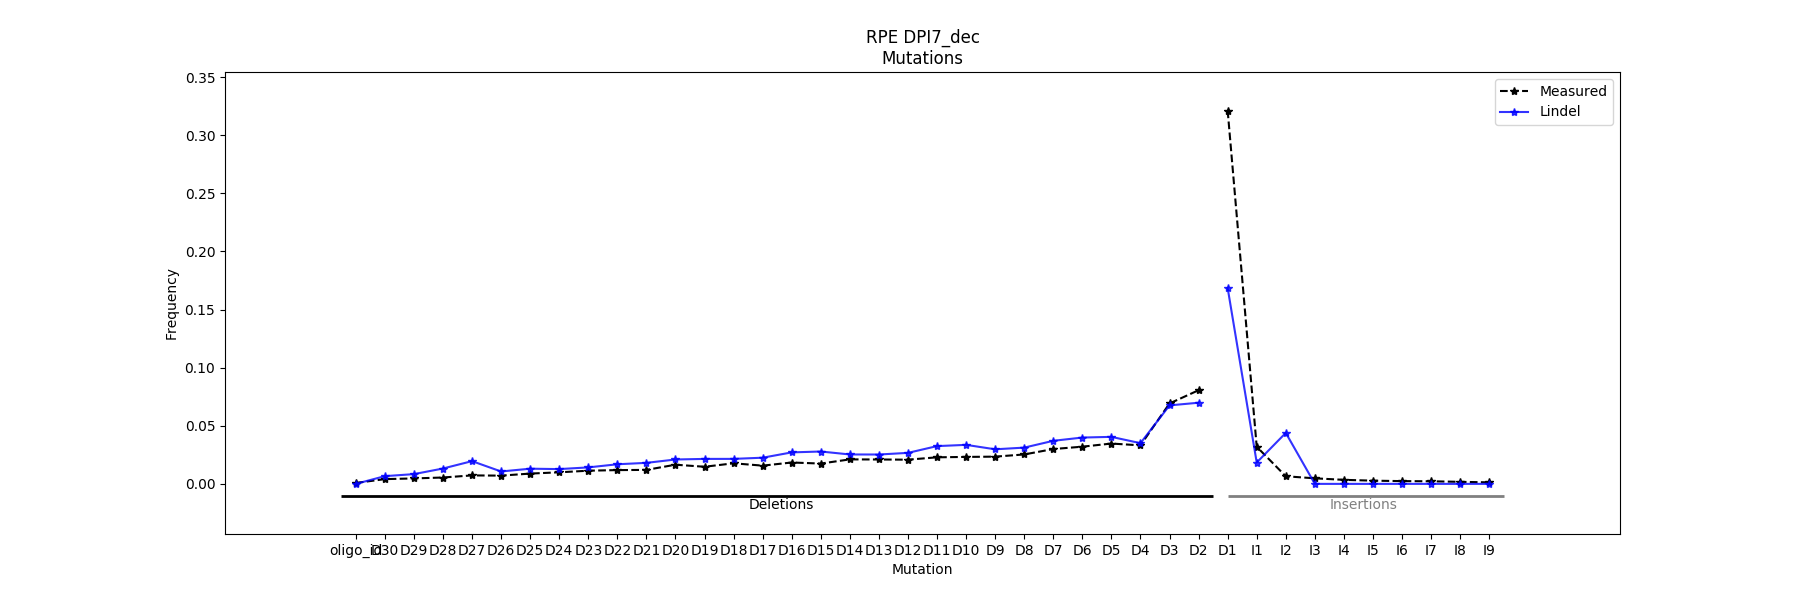 RPE DPI7_dec
Mutations
0.35
0.30
0.25
0.20
0.15
0.10
0.05
0.00
Frequency
Measured
Lindel
Deletions
Insertions
oligo_id D30 D29 D28 D27 D26 D25 D24 D23 D22 D21 D20 D19 D18 D17 D16 D15 D14 D13 D12 D11 D10 D9 D8 D7 D6 D5 D4 D3 D2 D1 I1 I2 I3 I4 I5 I6 I7 I8 I9
Mutation